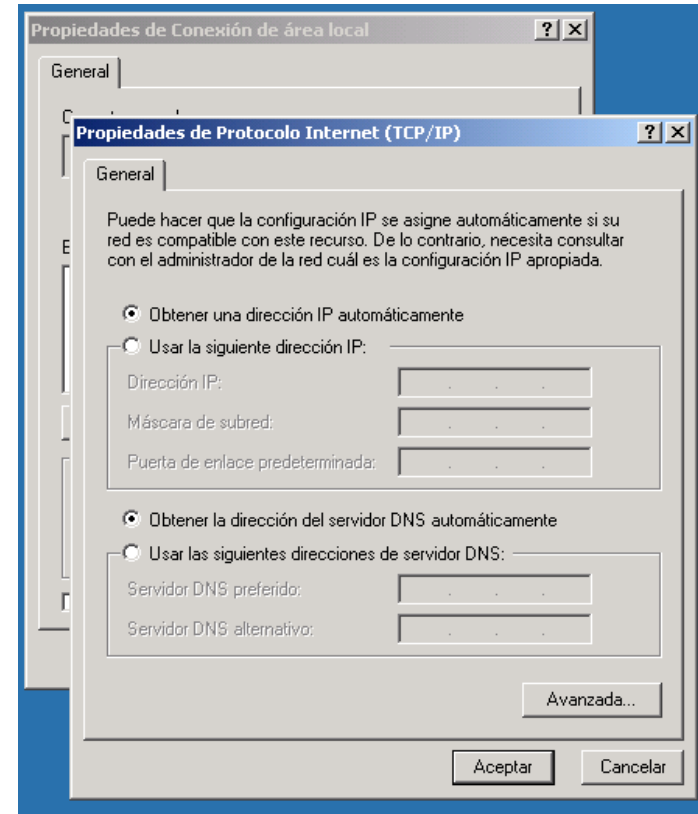 Propiedades de Conexión de área local
General
Propiedades de Protocolo Internet (TCP/IP)
General
Puede hacer que la configuración IP se asigne automáticamente si su
red es compatible con este recurso. De lo contrario, necesita consultar
con el administrador de la red cuál es la configuración IP apropiada.
Obtener una dirección IP automáticamente
Usar la siguiente dirección IP:
Dirección IP:
Máscara de subred:
Puerta de enlace predeterminada:
Obtener la dirección del servidor DNS automáticamente
Usar las siguientes direcciones de servidor DNS:
Servidor DNS preferido:
Servidor DNS alternativo:
Avanzada...
Aceptar
Cancelar